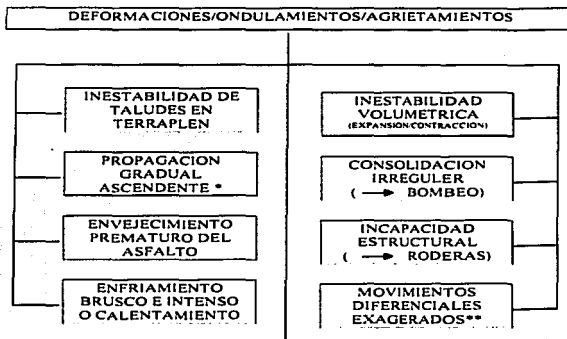 DEFORMACIONES/ONDULAMIENTOS/AGRIETAMIENTOS
INESTABILIDAD DE
TALUDES EN
TERRAPLEN
PROPAGACION
GRADUAL
ASCENDENTE *
ENVEJECIMIENTO
PREMATURO DEL
ASFALTO
ENFRIAMIENTO
BRUSCO E INTENSO
O CALENTAMIENTO
INESTABILIDAD
VOLUMETRICA
(EXPANSION/CONTRACCION)
CONSOLIDACION
IRREGULER
( → BOMBEO)
INCAPACIDAD
ESTRUCTURAL
( → RODERAS)
MOVIMIENTOS
DIFERENCIALES
EXAGERADOS**